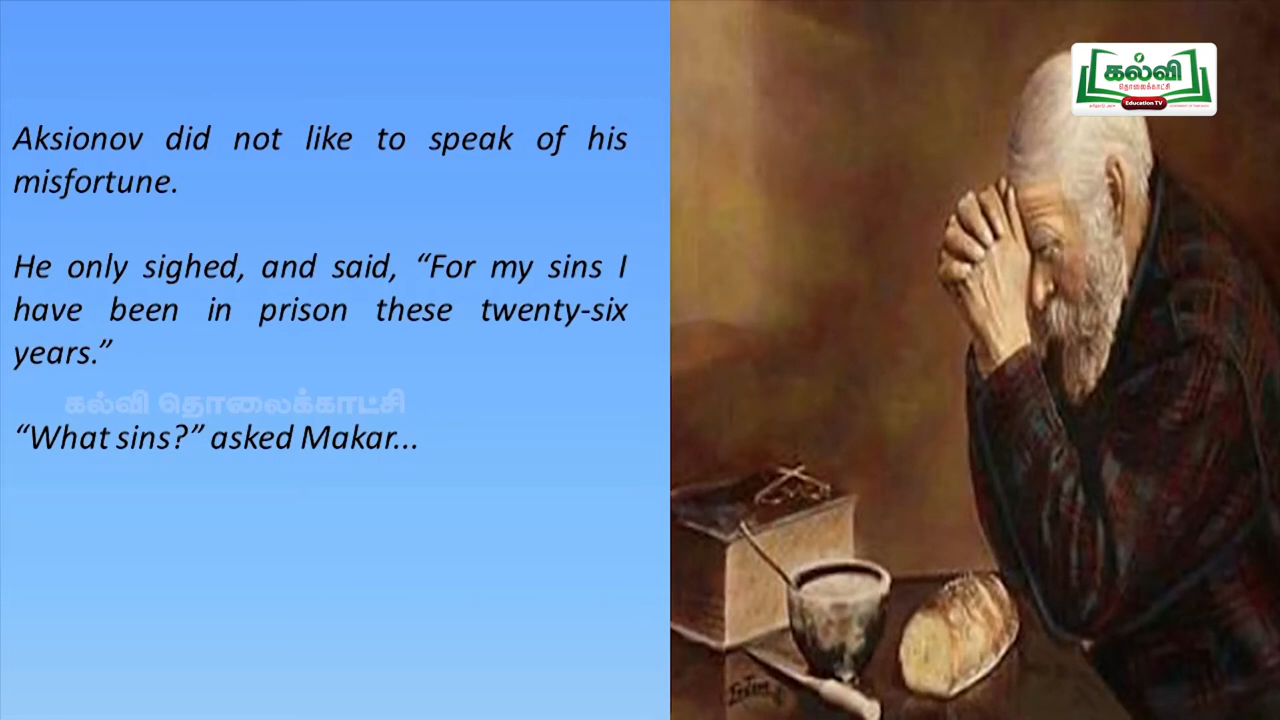 கல்வி
தொலைக்காட்சி
Education TV
Aksionov did not like to speak of his
misfortune.
He only sighed, and said, “For my sins I
have been in prison these twenty-six
years.”
கல்வி தொலைக்காட்சி
“What sins?” asked Makar...